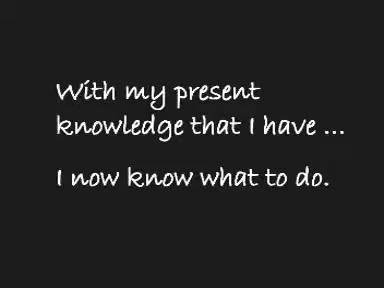 With my present
knowledge that I have ...
I now know what to do.